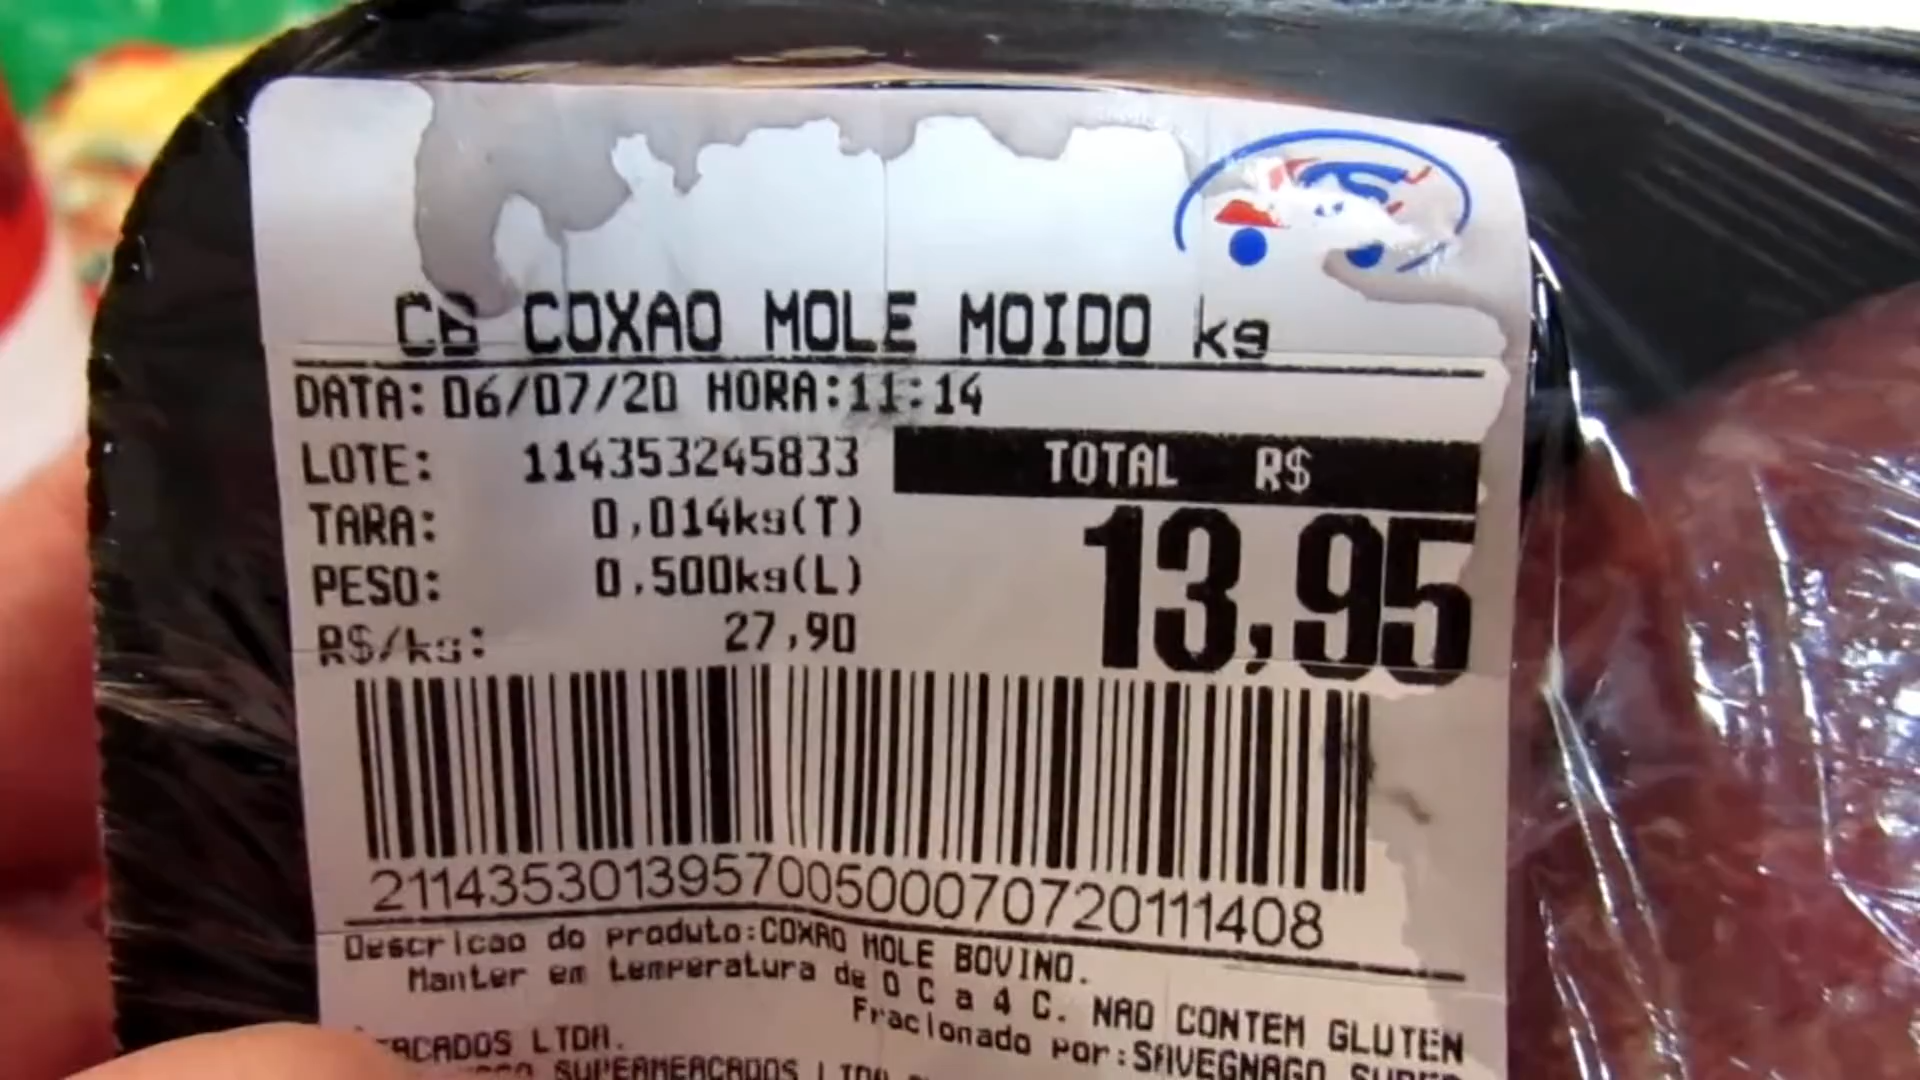 CB COXAO MOLE MOIDO kg
DATA: 06/07/20 HORA:11:14
LOTE: 114353245833
TOTAL R$
TARA: 0,014kg(T)
13,95
PESO: 0,500kg(L)
R$/kg: 27,90
211435301395700500070720111408
Descricao do produto:COXAO MOLE BOVINO.
Manter em temperatura de 0 C a 4 C. NAO CONTEM GLUTEN
Fracionado por:SAVEGNAGO SUPER
ACADOS LTDA.
SUPERMERCADOS LTDA